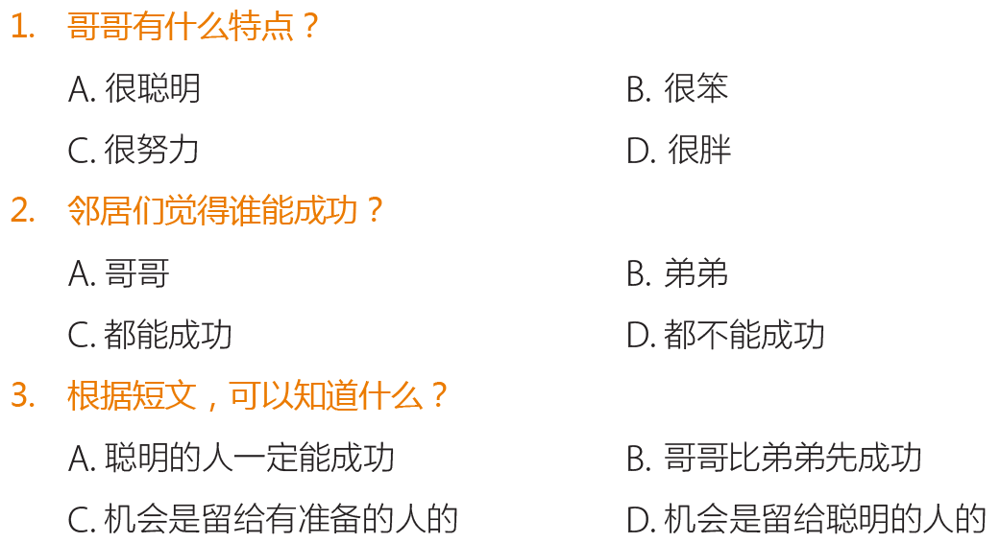 1. 哥哥有什么特点？
A. 很聪明 B. 很笨
C. 很努力 D. 很胖
2. 邻居们觉得谁能成功？
A. 哥哥 B. 弟弟
C. 都能成功 D. 都不能成功
3. 根据短文，可以知道什么？
A. 聪明的人一定能成功 B. 哥哥比弟弟先成功
C. 机会是留给有准备的人的 D. 机会是留给聪明的人的